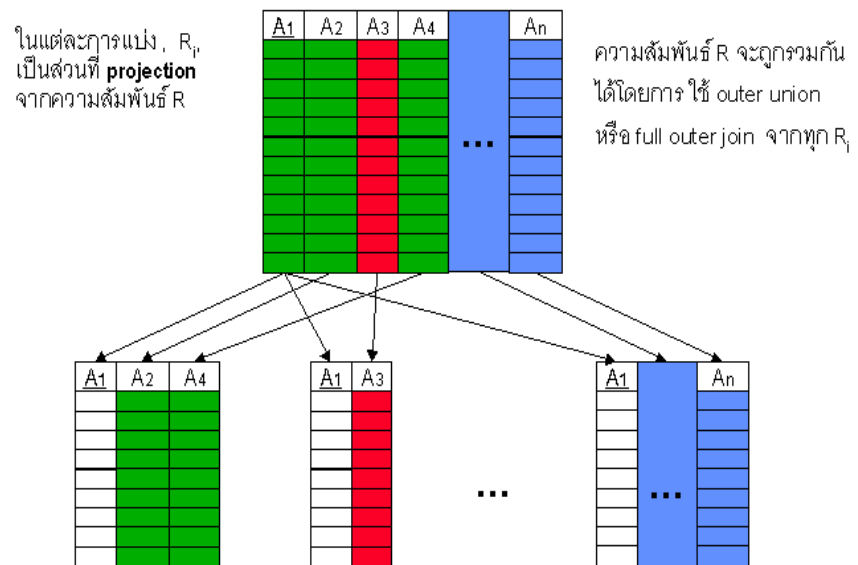 ในแต่ละการแบ่ง, Ri,
เป็นส่วนที่ projection
จากความสัมพันธ์ R
A1 A2 A3 A4 ... An
ความสัมพันธ์ R จะถูกรวมกัน
ได้โดยการ ใช้ outer union
หรือ full outer join จากทุก Ri
A1 A2 A4
A1 A3
...
A1 ... An